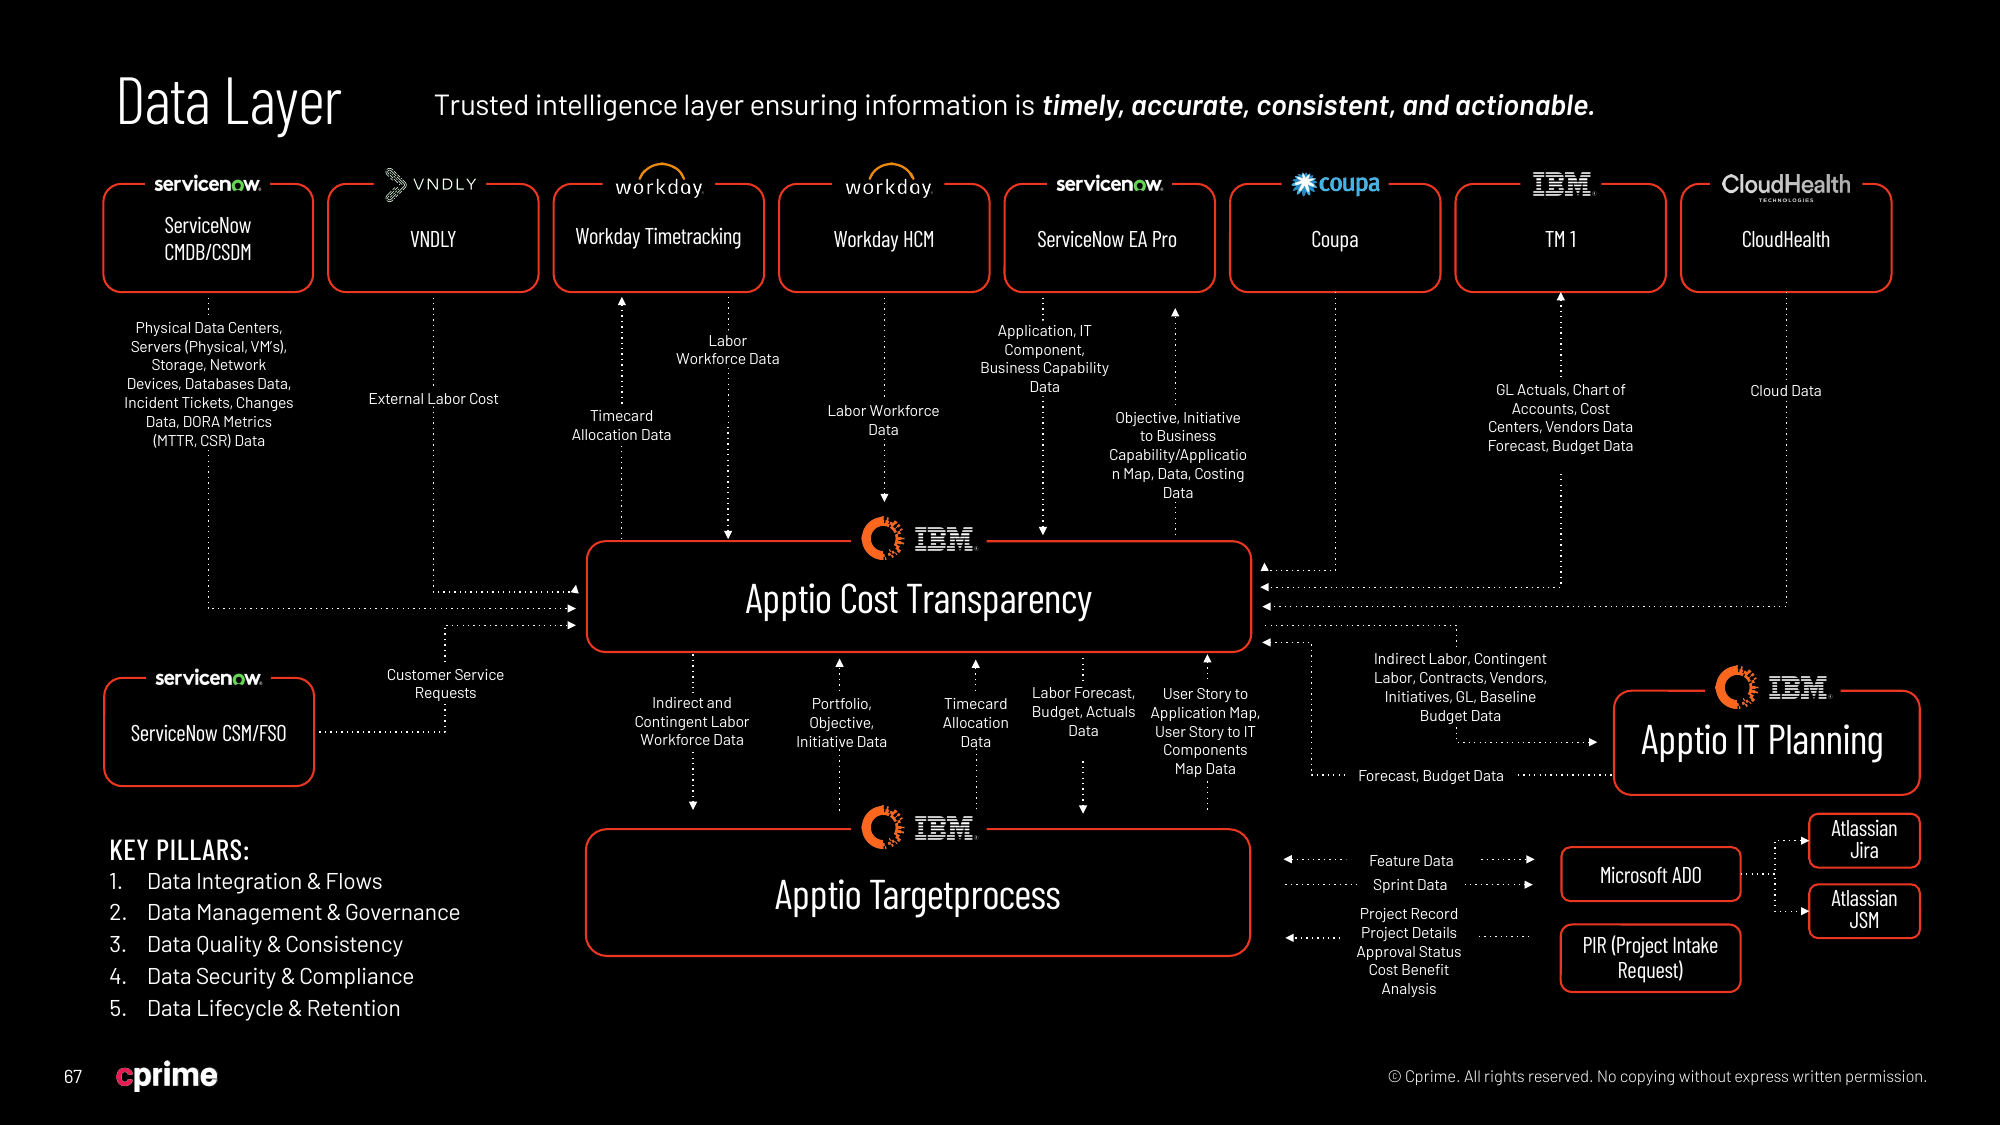 Data Layer
Trusted intelligence layer ensuring information is timely, accurate, consistent, and actionable.
servicenow
ServiceNow
CMDB/CSDM
VNDLY
VNDLY
workday
Workday Timetracking
workday
Workday HCM
servicenow
ServiceNow EA Pro
coupa
Coupa
IBM
TM 1
CloudHealth
TECHNOLOGIES
CloudHealth
Physical Data Centers,
Servers (Physical, VM's),
Storage, Network
Devices, Databases Data,
Incident Tickets, Changes
Data, DORA Metrics
(MTTR, CSR) Data
External Labor Cost
Timecard
Allocation Data
Labor
Workforce Data
Labor Workforce
Data
Application, IT
Component,
Business Capability
Data
Objective, Initiative
to Business
Capability/Applicatio
n Map, Data, Costing
Data
GL Actuals, Chart of
Accounts, Cost
Centers, Vendors Data
Forecast, Budget Data
Cloud Data
IBM
Apptio Cost Transparency
servicenow
ServiceNow CSM/FSO
Customer Service
Requests
Indirect and
Contingent Labor
Workforce Data
Portfolio,
Objective,
Initiative Data
Timecard
Allocation
Data
Labor Forecast,
Budget, Actuals
Data
User Story to
Application Map,
User Story to IT
Components
Map Data
Indirect Labor, Contingent
Labor, Contracts, Vendors,
Initiatives, GL, Baseline
Budget Data
Forecast, Budget Data
IBM
Apptio IT Planning
IBM
Apptio Targetprocess
Feature Data
Sprint Data
Project Record
Project Details
Approval Status
Cost Benefit
Analysis
Microsoft ADO
PIR (Project Intake
Request)
Atlassian
Jira
Atlassian
JSM
KEY PILLARS:
1. Data Integration & Flows
2. Data Management & Governance
3. Data Quality & Consistency
4. Data Security & Compliance
5. Data Lifecycle & Retention
67
cprime
© Cprime. All rights reserved. No copying without express written permission.